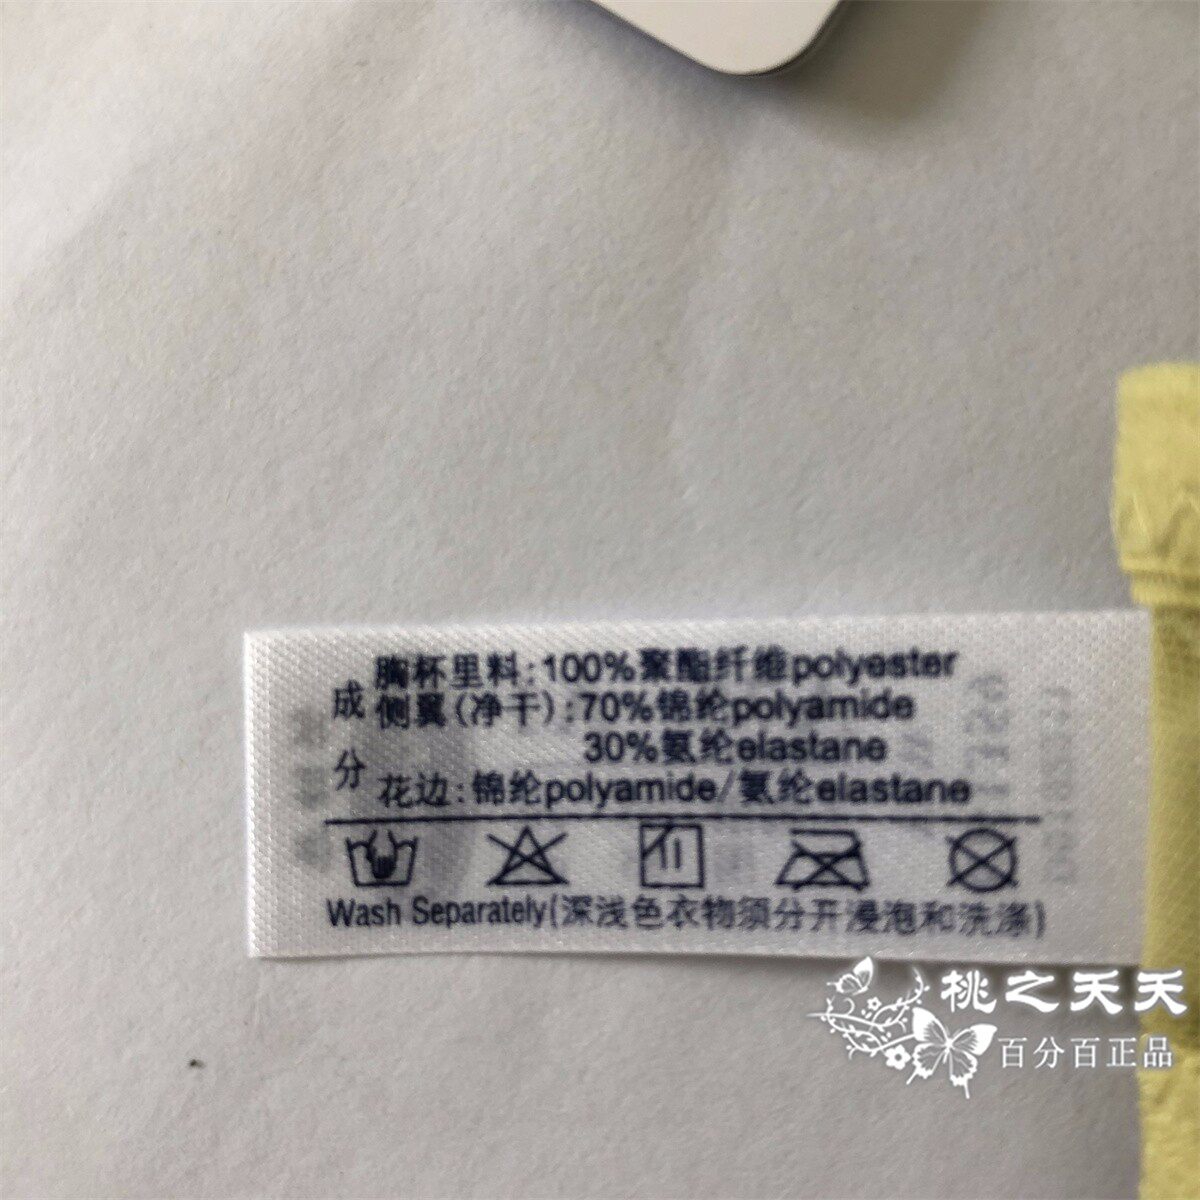 成分
胸杯里料:100%聚酯纤维polyester
侧翼(净干):70%锦纶polyamide
30%氨纶elastane
花边:锦纶polyamide/氨纶elastane
Wash Separately(深浅色衣物须分开浸泡和洗涤)
桃之夭夭
百分百正品